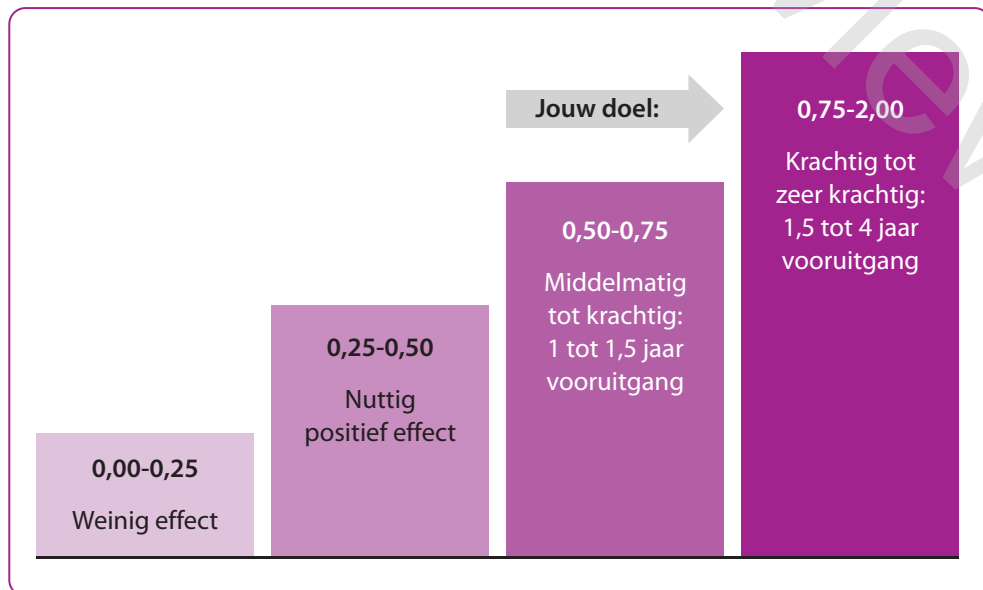 Jouw doel:
0,75-2,00
Krachtig tot
zeer krachtig:
1,5 tot 4 jaar
vooruitgang
0,50-0,75
Middelmatig
tot krachtig:
1 tot 1,5 jaar
vooruitgang
0,25-0,50
Nuttig
positief effect
0,00-0,25
Weinig effect